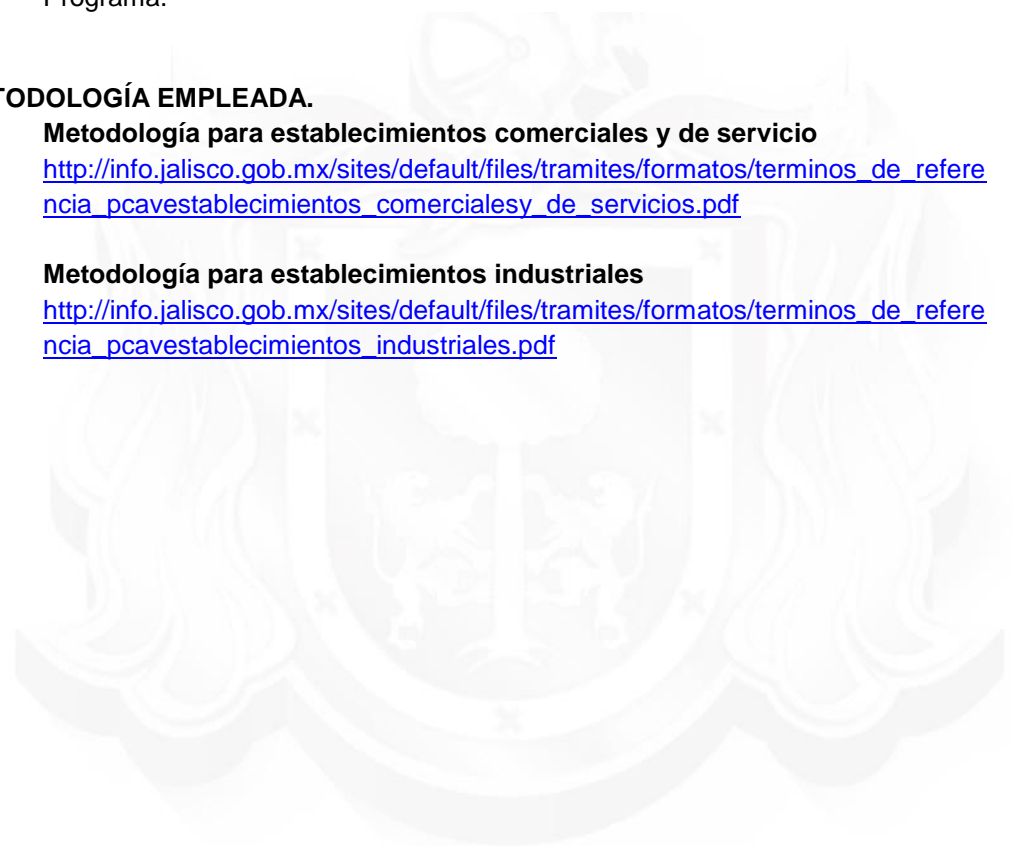 Programa.
TODOLOGÍA EMPLEADA.
Metodología para establecimientos comerciales y de servicio
http://info.jalisco.gob.mx/sites/default/files/tramites/formatos/terminos_de_refere
ncia_pcavestablecimientos_comercialesy_de_servicios.pdf
Metodología para establecimientos industriales
http://info.jalisco.gob.mx/sites/default/files/tramites/formatos/terminos_de_refere
ncia_pcavestablecimientos_industriales.pdf